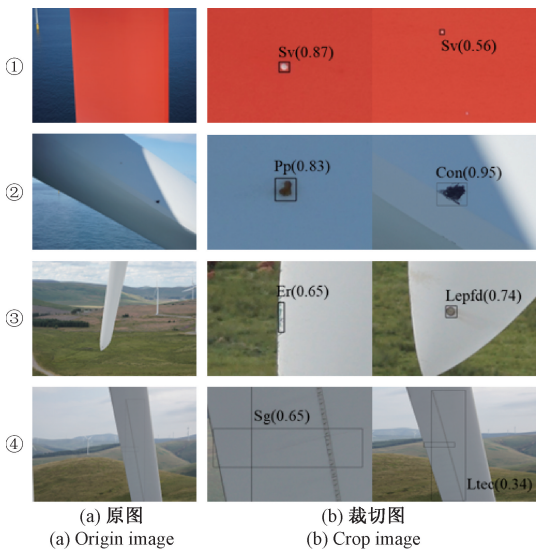 ①
Sv(0.87)
Sv(0.56)
②
Pp(0.83)
Con(0.95)
③
Er(0.65)
Lepfd(0.74)
④
Sg(0.65)
Ltec(0.34)
(a) 原图
(b) 裁切图
(a) Origin image
(b) Crop image